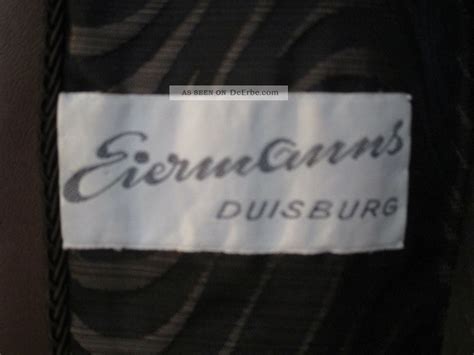 AS SEEN ON DeErbe.com
Eiermanns
DUISBURG